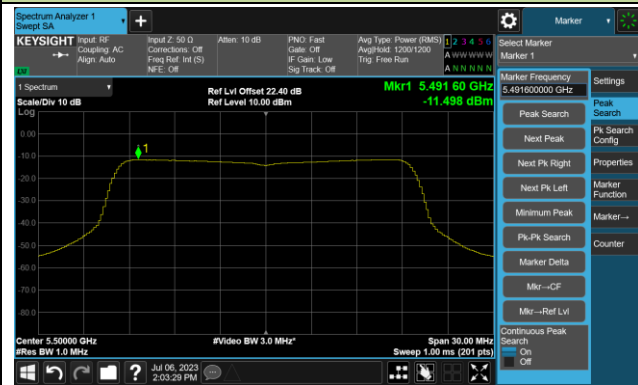 Spectrum Analyzer 1
Swept SA
Marker
KEYSIGHT
Input: RF
Coupling: AC
Align: Auto
Input Z: 50 Ω
Corrections: Off
Freq Ref: Int (S)
NFE: Off
Atten: 10 dB
PNO: Fast
Gate: Off
IF Gain: Low
Sig Track: Off
Avg Type: Power (RMS)
Avg|Hold: 1200/1200
Trig: Free Run
1 2 3 4 5 6
A W W W W W
A N N N N N
LXI
Select Marker
Marker 1
1 Spectrum
Scale/Div 10 dB
Log
Ref Lvl Offset 22.40 dB
Ref Level 10.00 dBm
Mkr1 5.491 60 GHz
-11.498 dBm
0.00
-10.0
-20.0
-30.0
-40.0
-50.0
-60.0
-70.0
-80.0
1
Center 5.50000 GHz
#Res BW 1.0 MHz
#Video BW 3.0 MHz*
Span 30.00 MHz
Sweep 1.00 ms (201 pts)
Marker Frequency
5.491600000 GHz
Peak Search
Next Peak
Next Pk Right
Next Pk Left
Minimum Peak
Pk-Pk Search
Marker Delta
Mkr→CF
Mkr→Ref Lvl
Continuous Peak
Search
On
Off
Settings
Peak
Search
Pk Search
Config
Properties
Marker
Function
Marker→
Counter
?
Jul 06, 2023
2:03:29 PM